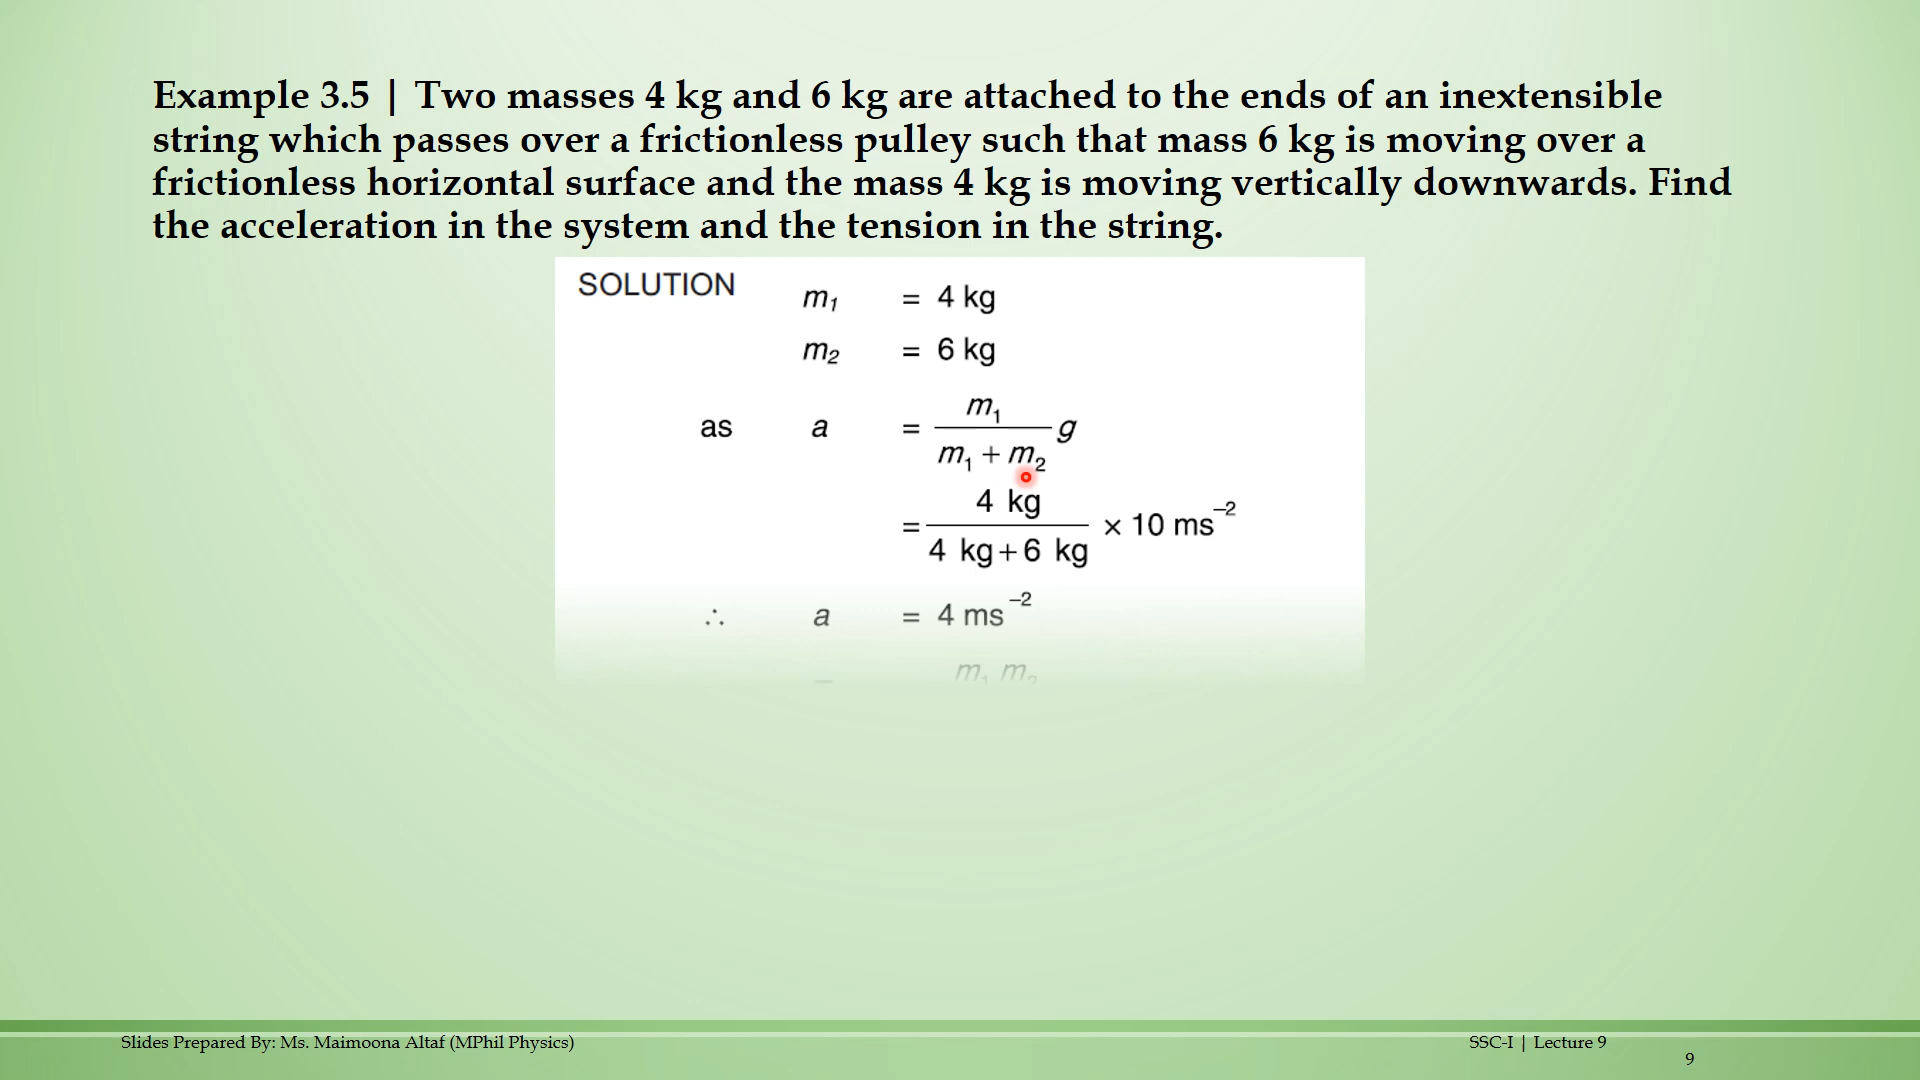 Example 3.5 | Two masses 4 kg and 6 kg are attached to the ends of an inextensible
string which passes over a frictionless pulley such that mass 6 kg is moving over a
frictionless horizontal surface and the mass 4 kg is moving vertically downwards. Find
the acceleration in the system and the tension in the string.
SOLUTION
m₁ = 4 kg
m₂ = 6 kg
as a =
m₁
m₁ + m₂
g
=
4 kg
4 kg+6 kg
× 10 ms⁻²
∴ a = 4 ms⁻²
m₁ m₂
Slides Prepared By: Ms. Maimoona Altaf (MPhil Physics)
SSC-I | Lecture 9
9